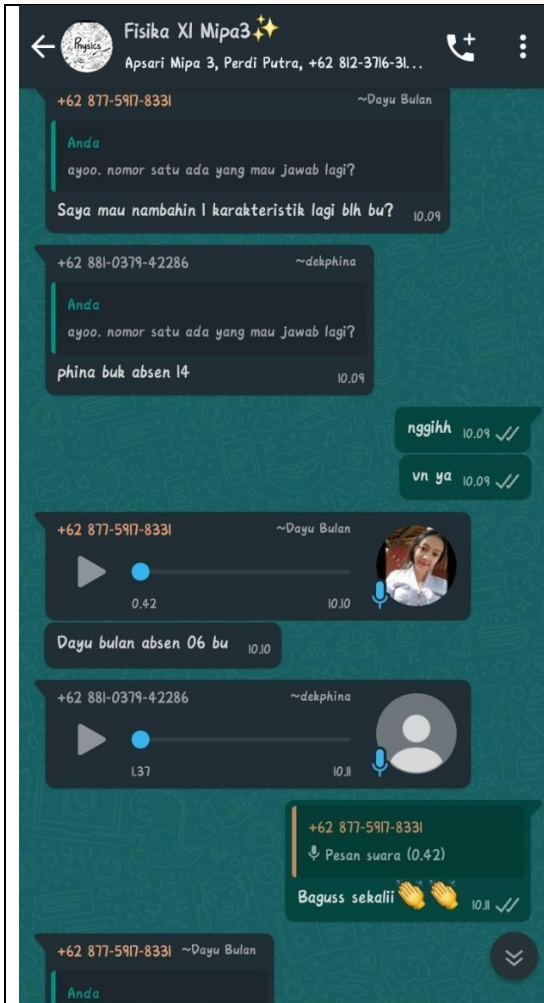 Physics
Fisika XI Mipa3✨
Apsari Mipa 3, Perdi Putra, +62 812-3716-31...
+62 877-5917-8331 ~Dayu Bulan
Anda
ayoo. nomor satu ada yang mau jawab lagi?
Saya mau nambahin 1 karakteristik lagi blh bu? 10.09
+62 881-0379-42286 ~dekphina
Anda
ayoo. nomor satu ada yang mau jawab lagi?
phina buk absen 14 10.09
nggihh 10.09
vn ya 10.09
+62 877-5917-8331 ~Dayu Bulan
0.42 10.10
Dayu bulan absen 06 bu 10.10
+62 881-0379-42286 ~dekphina
1.37 10.11
+62 877-5917-8331
Pesan suara (0.42)
Baguss sekalii👏👏 10.11
+62 877-5917-8331 ~Dayu Bulan
Anda